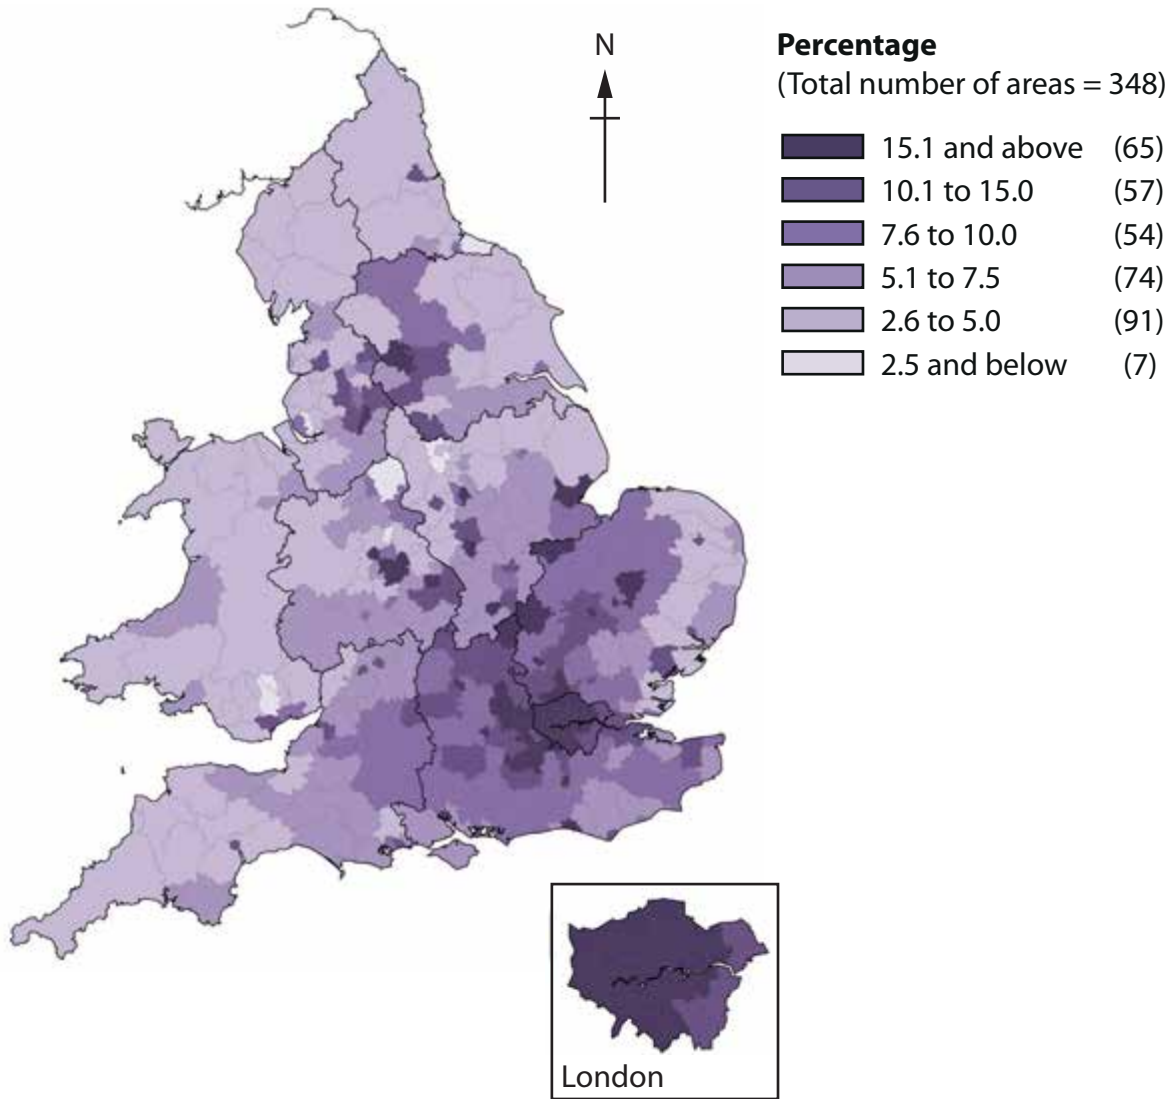 N
Percentage
(Total number of areas = 348)
15.1 and above (65)
10.1 to 15.0 (57)
7.6 to 10.0 (54)
5.1 to 7.5 (74)
2.6 to 5.0 (91)
2.5 and below (7)
London